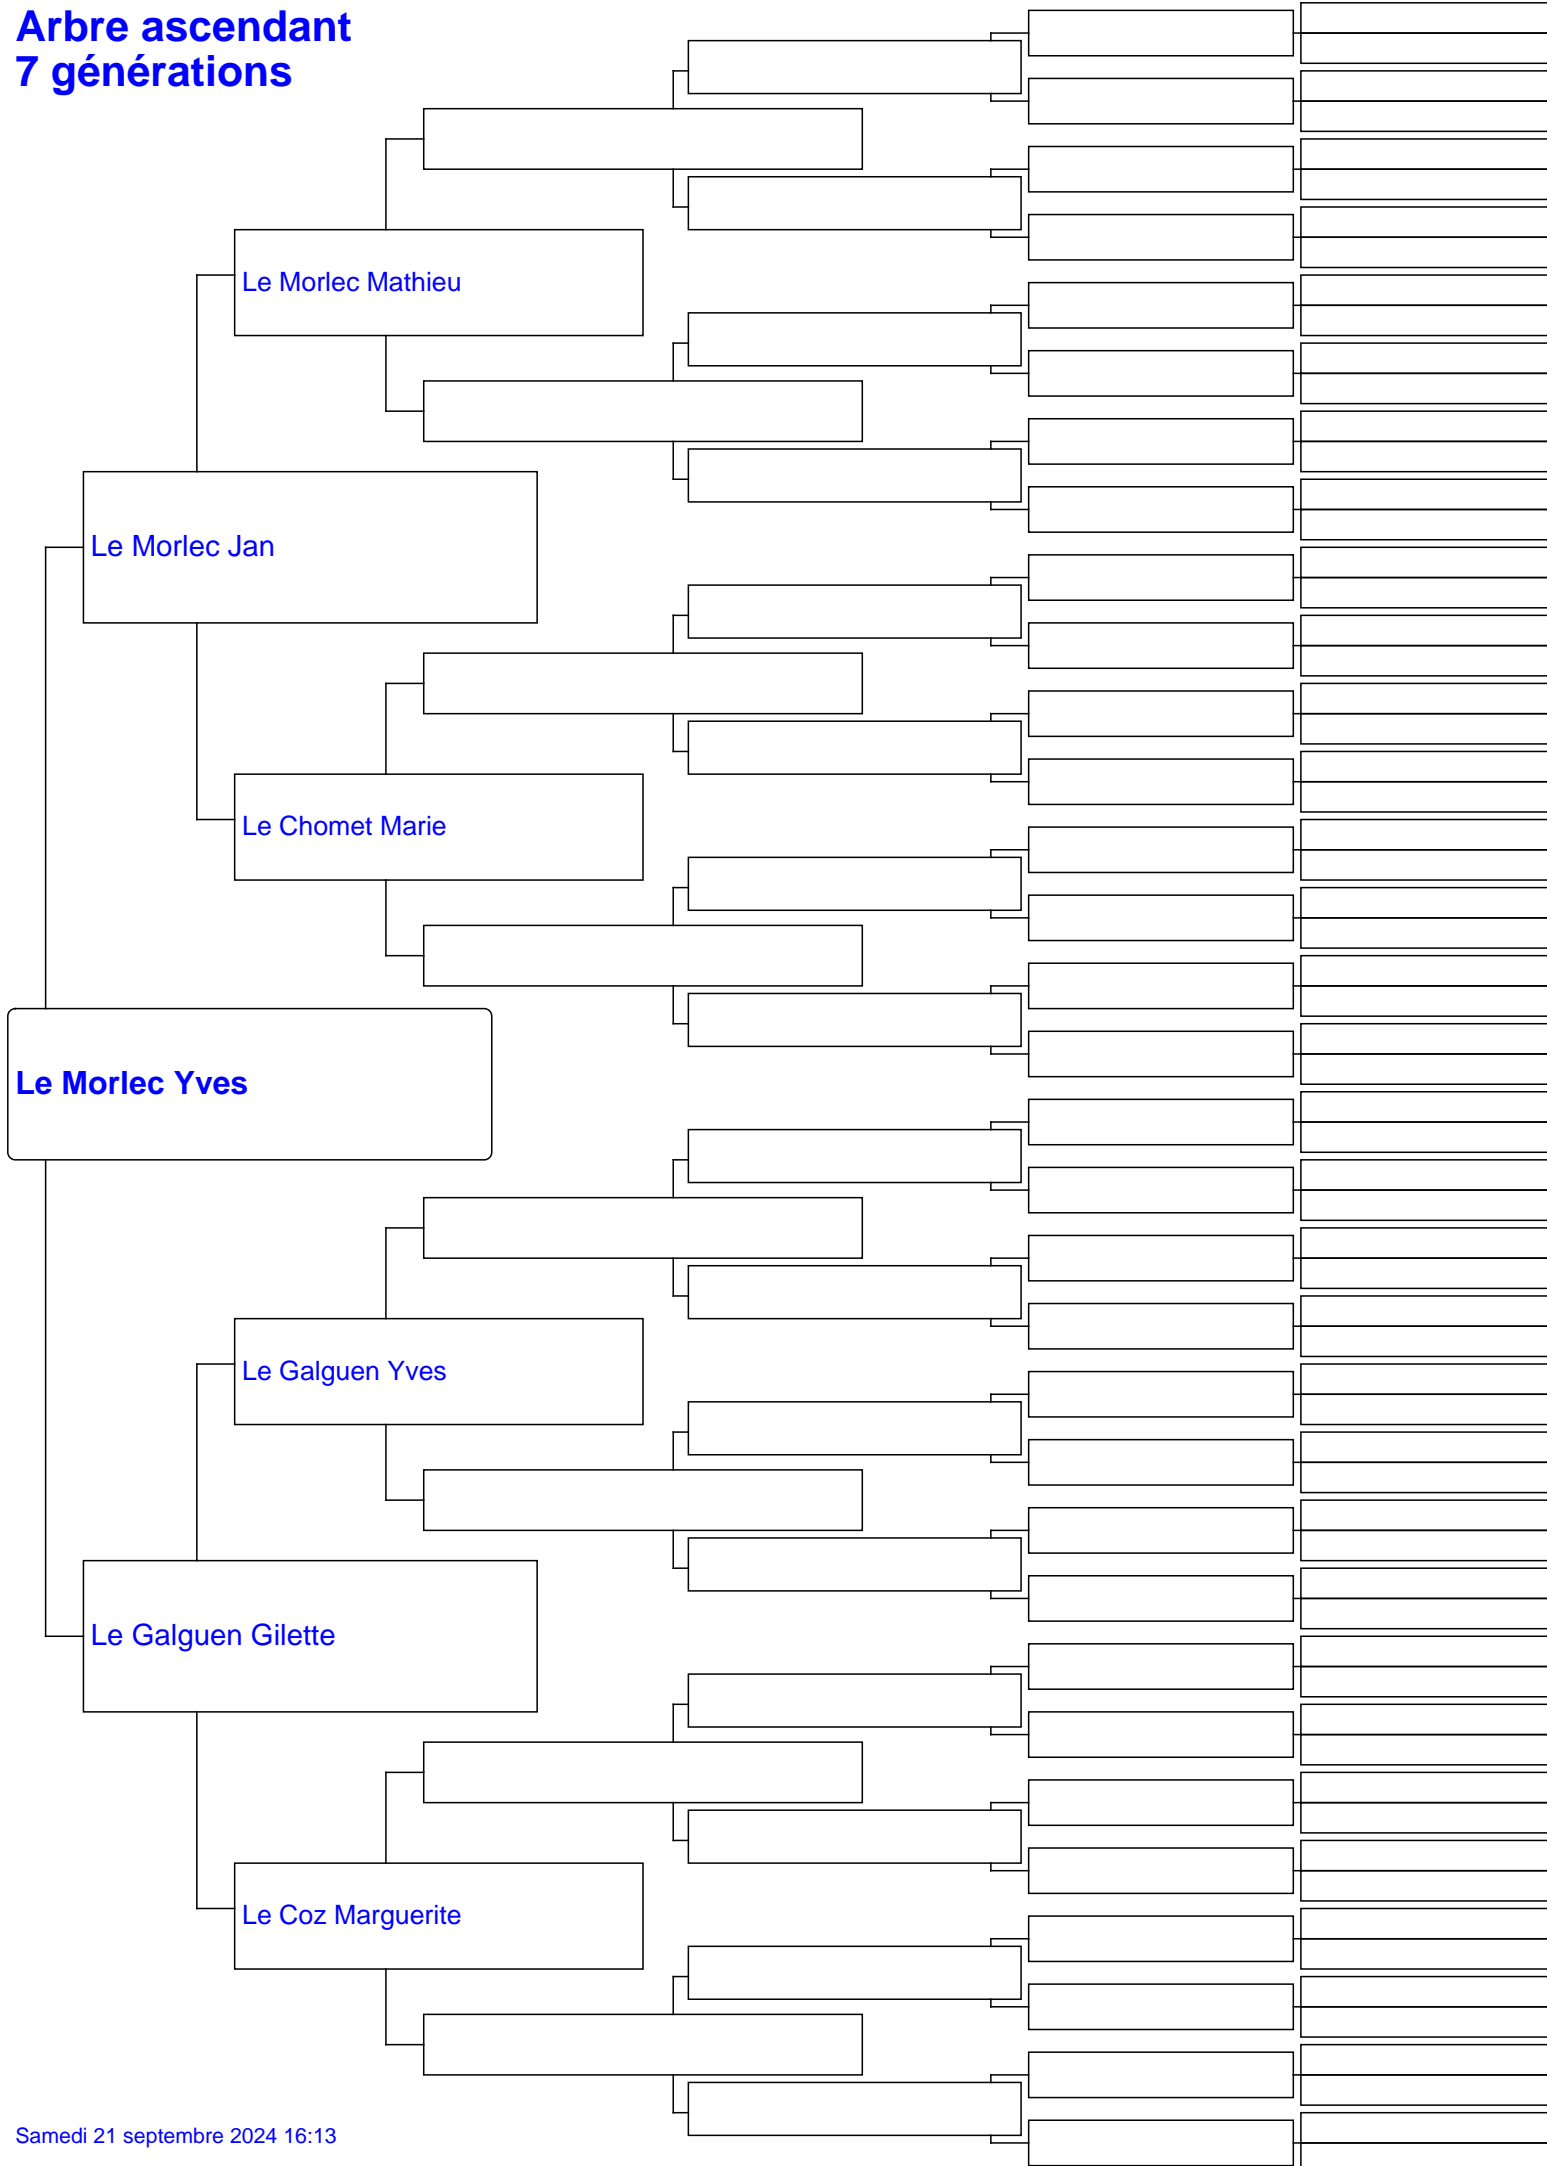 Arbre ascendant
7 générations
Le Morlec Mathieu
Le Morlec Jan
Le Chomet Marie
Le Morlec Yves
Le Galguen Yves
Le Galguen Gilette
Le Coz Marguerite
Samedi 21 septembre 2024 16:13